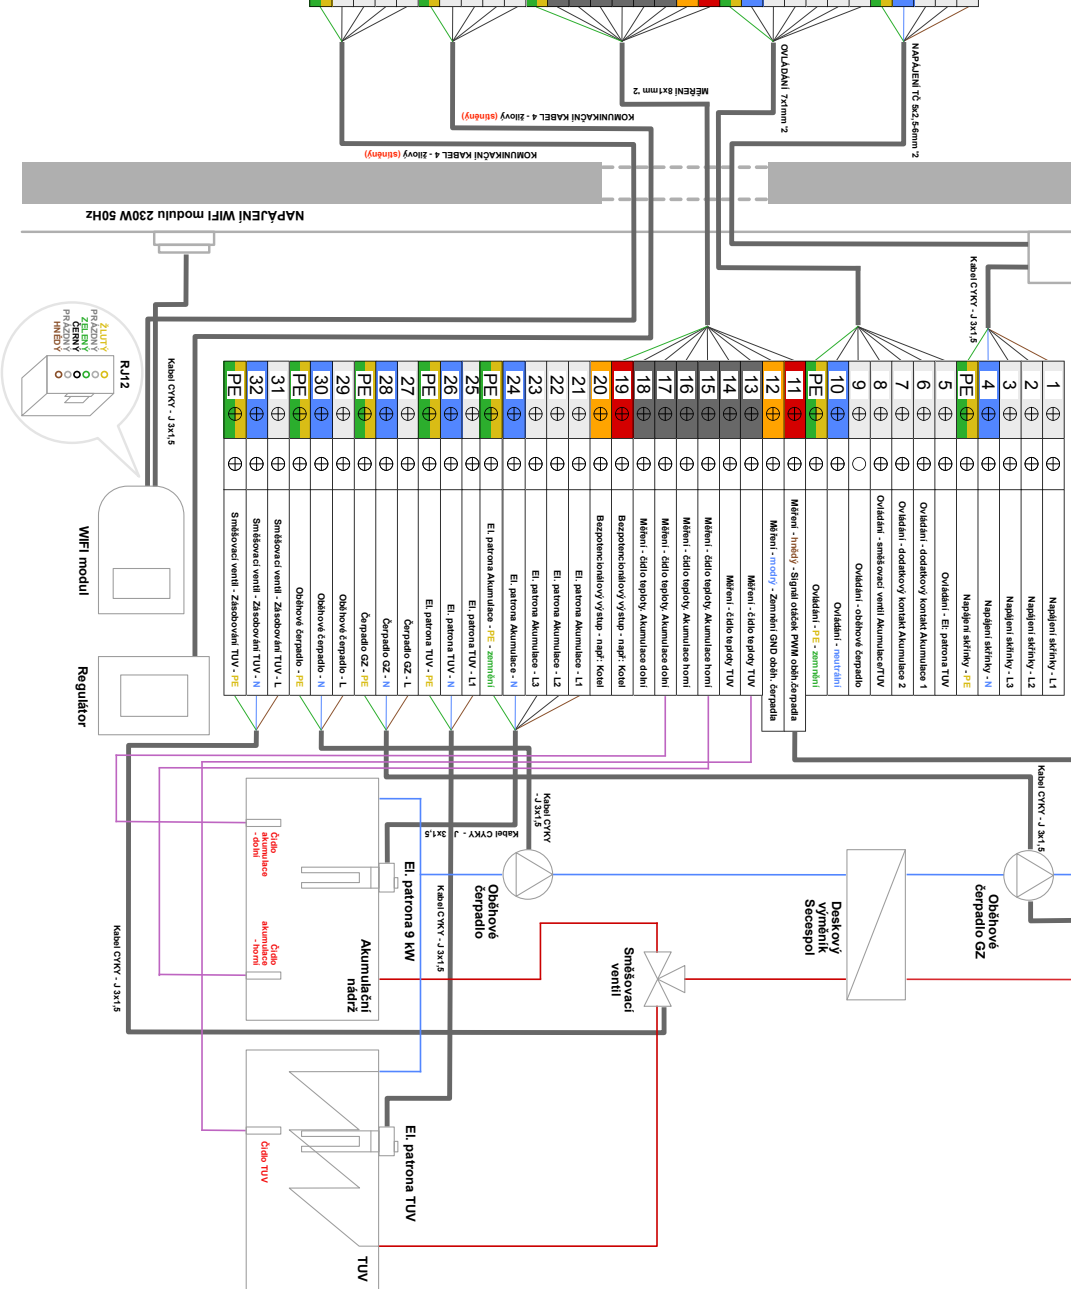 NAPÁJENÍ TČ 5x2,5-6mm ˇ2
OVLÁDÁNÍ 7x1mm ˇ2
MĚŘENÍ 8x1mm ˇ2
KOMUNIKAČNÍ KABEL - 4 žilový (stíněný)
KOMUNIKAČNÍ KABEL - 4 žilový (stíněný)
NAPÁJENÍ WIFI modulu 230W 50Hz
Kabel CYKY - J 3x1,5
ŽLUTÝ
PRÁZDNÝ
ZELENÝ
ČERNÝ
PRÁZDNÝ
HNĚDÝ
RJ12
Kabel CYKY - J 3x1,5
WIFI modul
Regulátor
1 Napájení skříňky - L1
2 Napájení skříňky - L2
3 Napájení skříňky - L3
4 Napájení skříňky - N
PE Napájení skříňky - PE
5 Ovládání - El: patrona TUV
6 Ovládání - dodatkový kontakt Akumulace 1
7 Ovládání - dodatkový kontakt Akumulace 2
8 Ovládání - směšovací ventil Akumulace/TUV
9 Ovládání - oběhové čerpadlo
10 Ovládání - neutrální
PE Ovládání - PE - zemnění
11 Měření - hnědý - Signál otáček PWM oběh.čerpadla
12 Měření - modrý - Zemnění GND oběh. čerpadla
13 Měření - čidlo teploty TUV
14 Měření - čidlo teploty TUV
15 Měření - čidlo teploty. Akumulace horní
16 Měření - čidlo teploty. Akumulace horní
17 Měření - čidlo teploty. Akumulace dolní
18 Měření - čidlo teploty. Akumulace dolní
19 Bezpotencionálový výstup - např: Kotel
20 Bezpotencionálový výstup - např: Kotel
21 El. patrona Akumulace - L1
22 El. patrona Akumulace - L2
23 El. patrona Akumulace - L3
24 El. patrona Akumulace - N
PE El. patrona Akumulace - PE - zemnění
25 El. patrona TUV - L1
26 El. patrona TUV - N
PE El. patrona TUV - PE
27 Čerpadlo GZ - L
28 Čerpadlo GZ - N
PE Čerpadlo GZ - PE
29 Oběhové čerpadlo - L
30 Oběhové čerpadlo - N
PE Oběhové čerpadlo - PE
31 Směšovací ventil - Zásobování TUV - L
32 Směšovací ventil - Zásobování TUV - N
PE Směšovací ventil - Zásobování TUV - PE
Kabel CYKY - J 3x1,5
Kabel CYKY
- J 3x1,5
Kabel CYKY - J 3x1,5
Kabel CYKY - J 3x1,5
Kabel CYKY - J 3x1,5
Oběhové
čerpadlo GZ
Deskový
výměník
Secespol
Oběhové
čerpadlo
Směšovací
ventil
El. patrona 9 kW
Akumulační
nádrž
Čidlo
akumulace
- dolní
Čidlo
akumulace
- horní
El. patrona TUV
Čidlo TUV
TUV